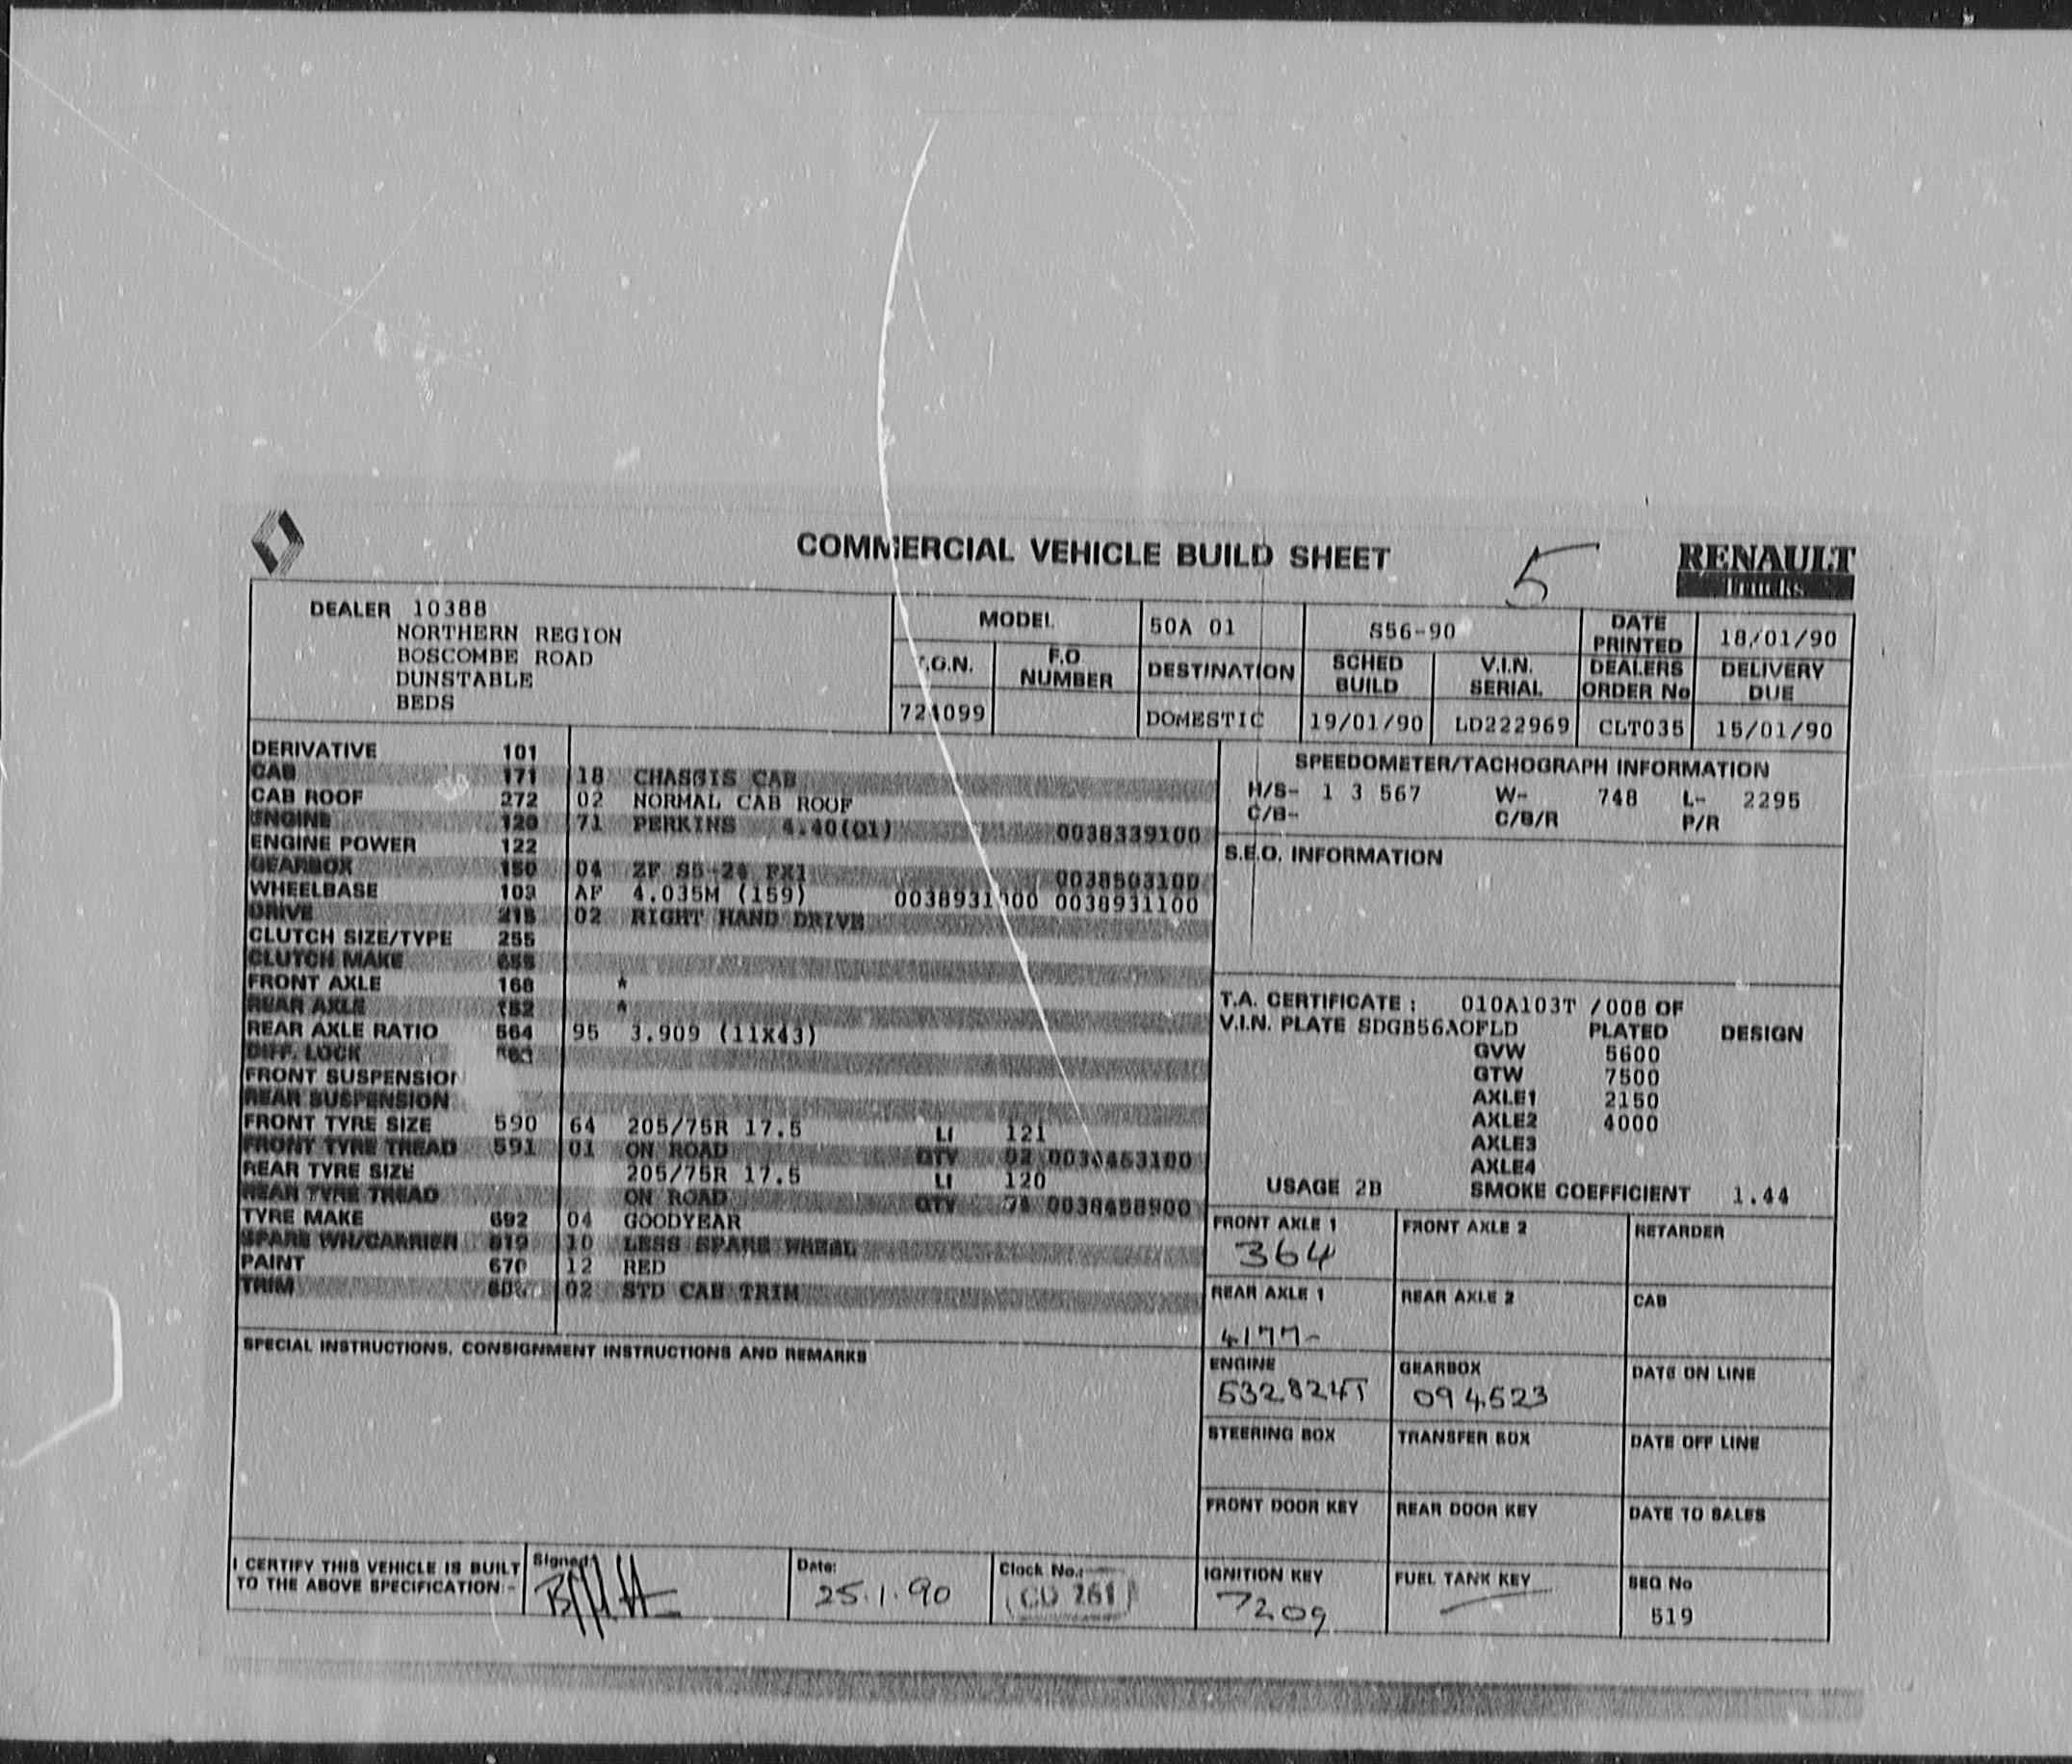 COMMERCIAL VEHICLE BUILD SHEET
5
RENAULT
Trucks
DEALER 10388
NORTHERN REGION
BOSCOMBE ROAD
DUNSTABLE
BEDS
MODEL 50A 01 S56-90 DATE PRINTED 18/01/90
F.O NUMBER DESTINATION SCHED BUILD V.I.N. SERIAL DEALERS ORDER No DELIVERY DUE
DOMESTIC 19/01/90 LD222969 CLT035 15/01/90
DERIVATIVE 101
CAB 171 18 CHASSIS CAB
CAB ROOF 272 02 NORMAL CAB ROOF
ENGINE 120 71 PERKINS 4.40(01) 0038339100
ENGINE POWER 122
GEARBOX 150 04 ZF S5-24 0038503100
WHEELBASE 103 AF 4.035M (159) 0038931100
DRIVE 215 02 RIGHT HAND DRIVE
CLUTCH SIZE/TYPE 255
CLUTCH MAKE
FRONT AXLE 168 *
REAR AXLE *
REAR AXLE RATIO 564 95 3.909 (11X43)
DIFF. LOCK
FRONT SUSPENSION
REAR SUSPENSION
FRONT TYRE SIZE 590 64 205/75R 17.5 LI 121
FRONT TYRE TREAD 591 01 ON ROAD QTY 02
REAR TYRE SIZE 205/75R 17.5 LI 120
REAR TYRE TREAD ON ROAD QTY
TYRE MAKE 692 04 GOODYEAR
SPARE WH/CARRIER 10 LESS SPARE WHEEL
PAINT 670 12 RED
TRIM 02 STD CAB TRIM
SPECIAL INSTRUCTIONS, CONSIGNMENT INSTRUCTIONS AND REMARKS
SPEEDOMETER/TACHOGRAPH INFORMATION
H/S- 1 3 567 W- 748 L- 2295
C/B- C/B/R P/R
S.E.O. INFORMATION
T.A. CERTIFICATE : 010A103T /008 OF
V.I.N. PLATE SDGB56AOFLD PLATED DESIGN
GVW 5600
GTW 7500
AXLE1 2150
AXLE2 4000
AXLE3
AXLE4
USAGE 2B SMOKE COEFFICIENT 1.44
FRONT AXLE 1 FRONT AXLE 2 RETARDER
364
REAR AXLE 1 REAR AXLE 2 CAB
4177-
ENGINE GEARBOX DATE ON LINE
532824T 094523
STEERING BOX TRANSFER BOX DATE OFF LINE
FRONT DOOR KEY REAR DOOR KEY DATE TO SALES
IGNITION KEY FUEL TANK KEY SEQ No
7209 519
I CERTIFY THIS VEHICLE IS BUILT
TO THE ABOVE SPECIFICATION:-
Signed:
Date:
25.1.90
Clock No.:
CD 261